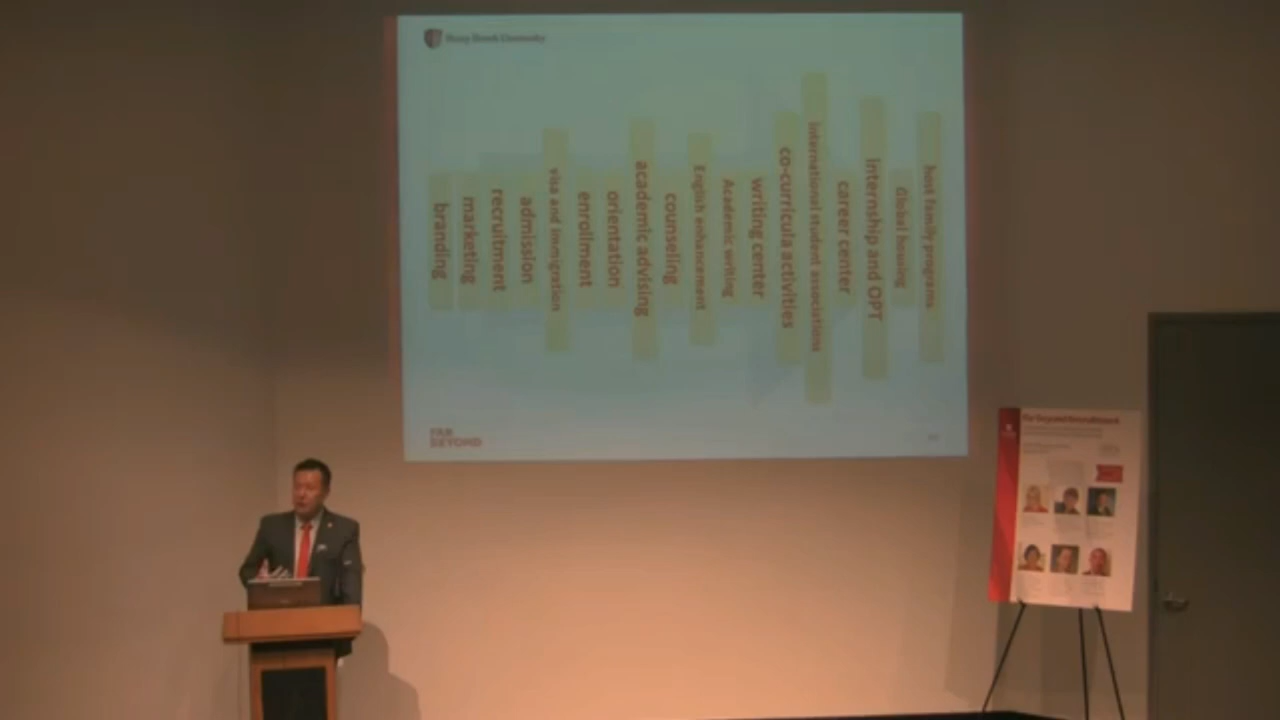 Stony Brook University
branding
marketing
recruitment
admission
visa and immigration
enrollment
orientation
academic advising
counseling
English enhancement
Academic writing
writing center
co-curricula activities
international student associations
career center
internship and OPT
Global housing
host family programs
FAR
BEYOND